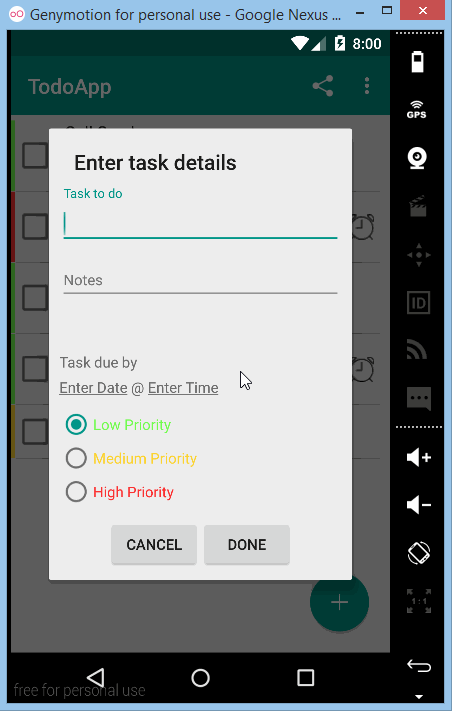 Genymotion for personal use - Google Nexus ...
8:00
TodoApp
GPS
Enter task details
Task to do
Notes
Task due by
Enter Date @ Enter Time
Low Priority
Medium Priority
High Priority
CANCEL DONE
ID
1:1
free for personal use